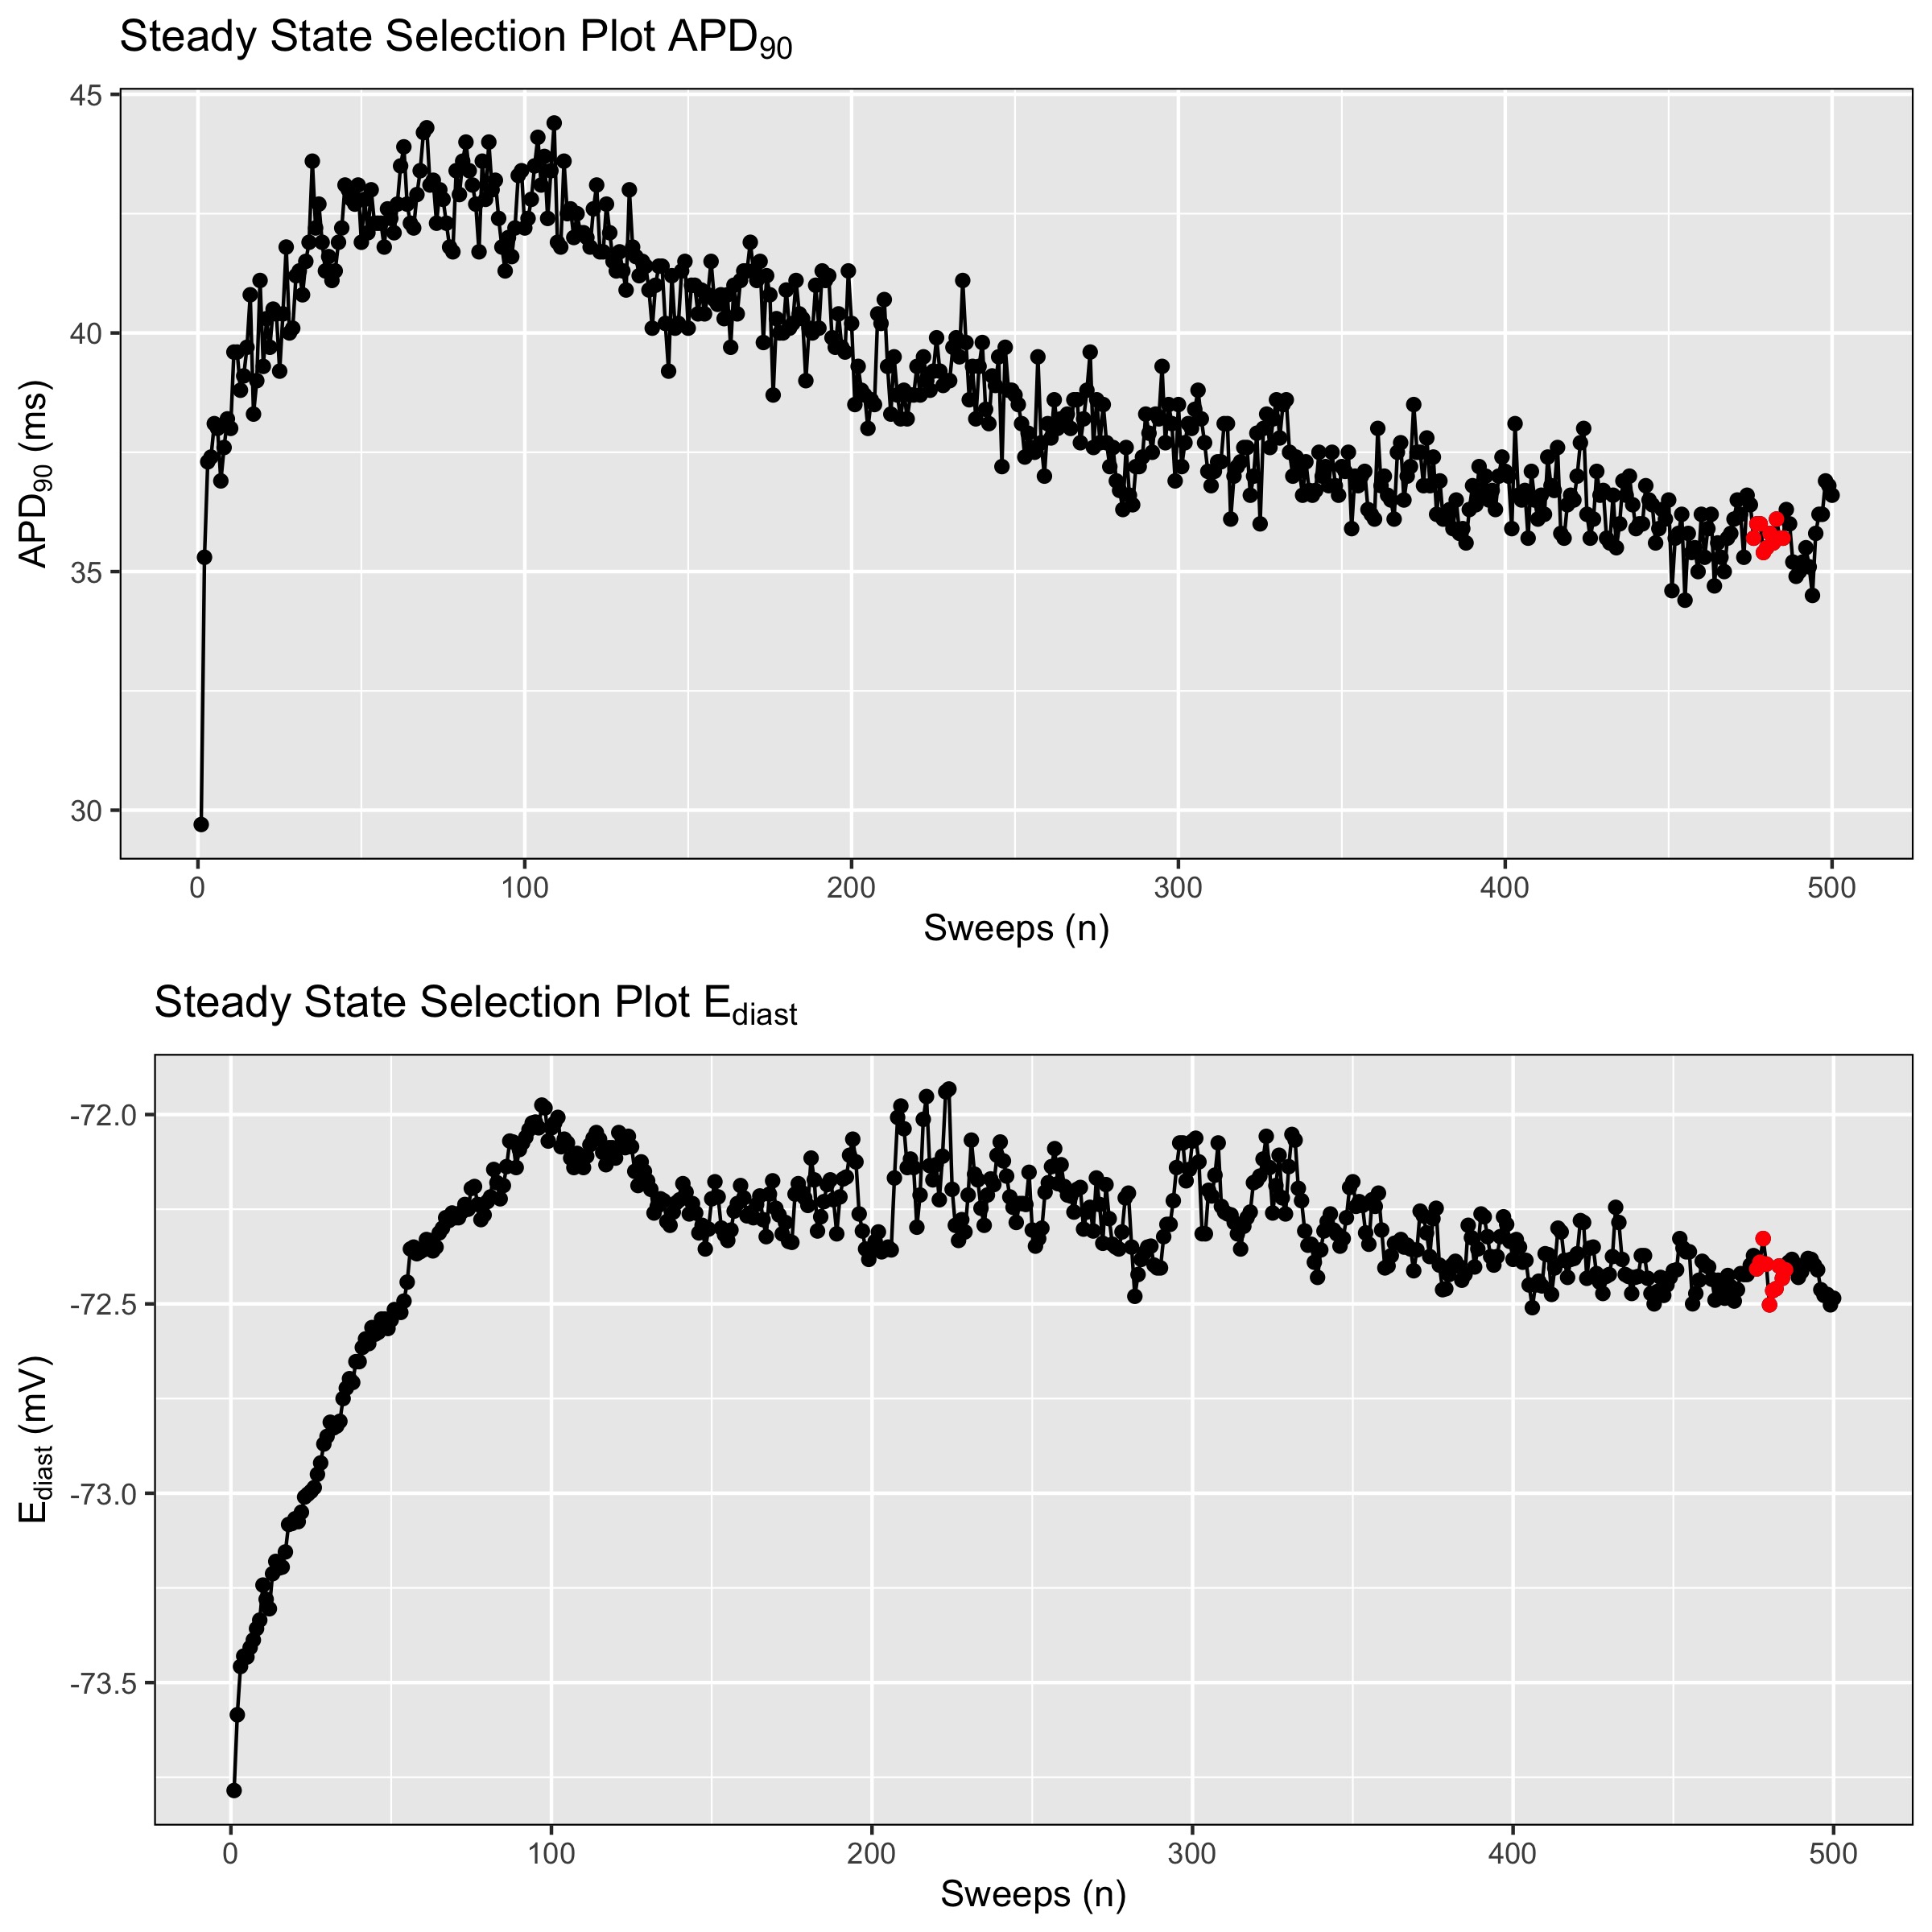 Steady State Selection Plot APD90
45
40
35
30
APD90 (ms)
0 100 200 300 400 500
Sweeps (n)
Steady State Selection Plot Ediast
-72.0
-72.5
-73.0
-73.5
Ediast (mV)
0 100 200 300 400 500
Sweeps (n)